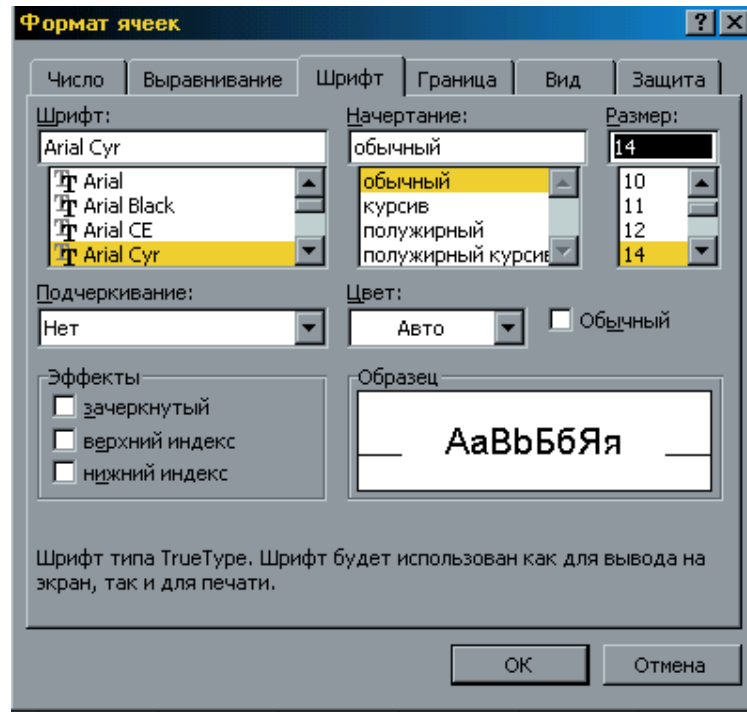 Формат ячеек
Число Выравнивание Шрифт Граница Вид Защита
Шрифт: Начертание: Размер:
Arial Cyr обычный 14
Arial обычный 10
Arial Black курсив 11
Arial CE полужирный 12
Arial Cyr полужирный курсив 14
Подчеркивание: Цвет:
Нет Авто Обычный
Эффекты Образец
зачеркнутый
верхний индекс АаВbБбЯя
нижний индекс
Шрифт типа TrueType. Шрифт будет использован как для вывода на
экран, так и для печати.
ОК Отмена